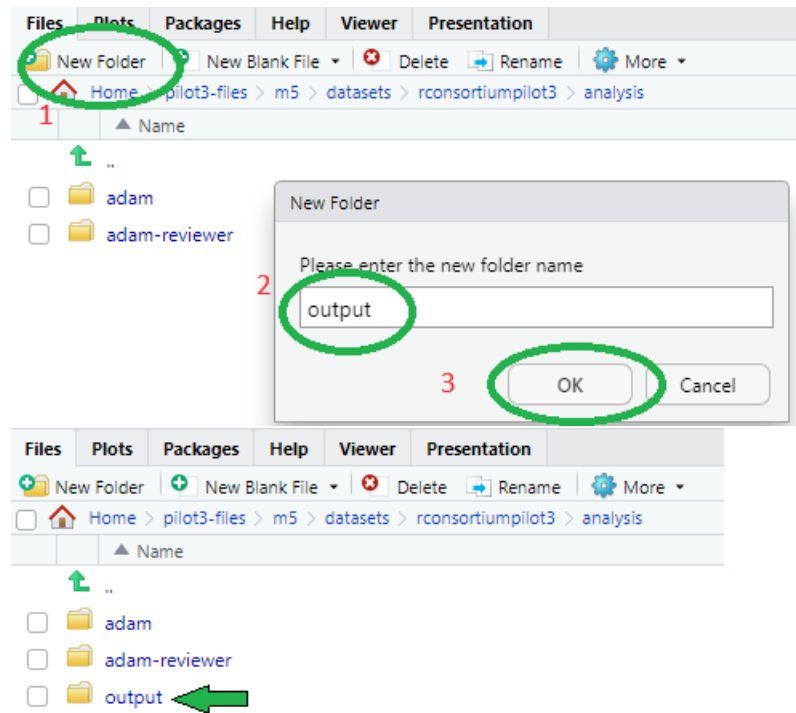 Files Plots Packages Help Viewer Presentation
New Folder New Blank File Delete Rename More
Home > pilot3-files > m5 > datasets > rconsortiumpilot3 > analysis
1
Name
..
adam
adam-reviewer
New Folder
Please enter the new folder name
2
output
3
OK Cancel
Files Plots Packages Help Viewer Presentation
New Folder New Blank File Delete Rename More
Home > pilot3-files > m5 > datasets > rconsortiumpilot3 > analysis
Name
..
adam
adam-reviewer
output